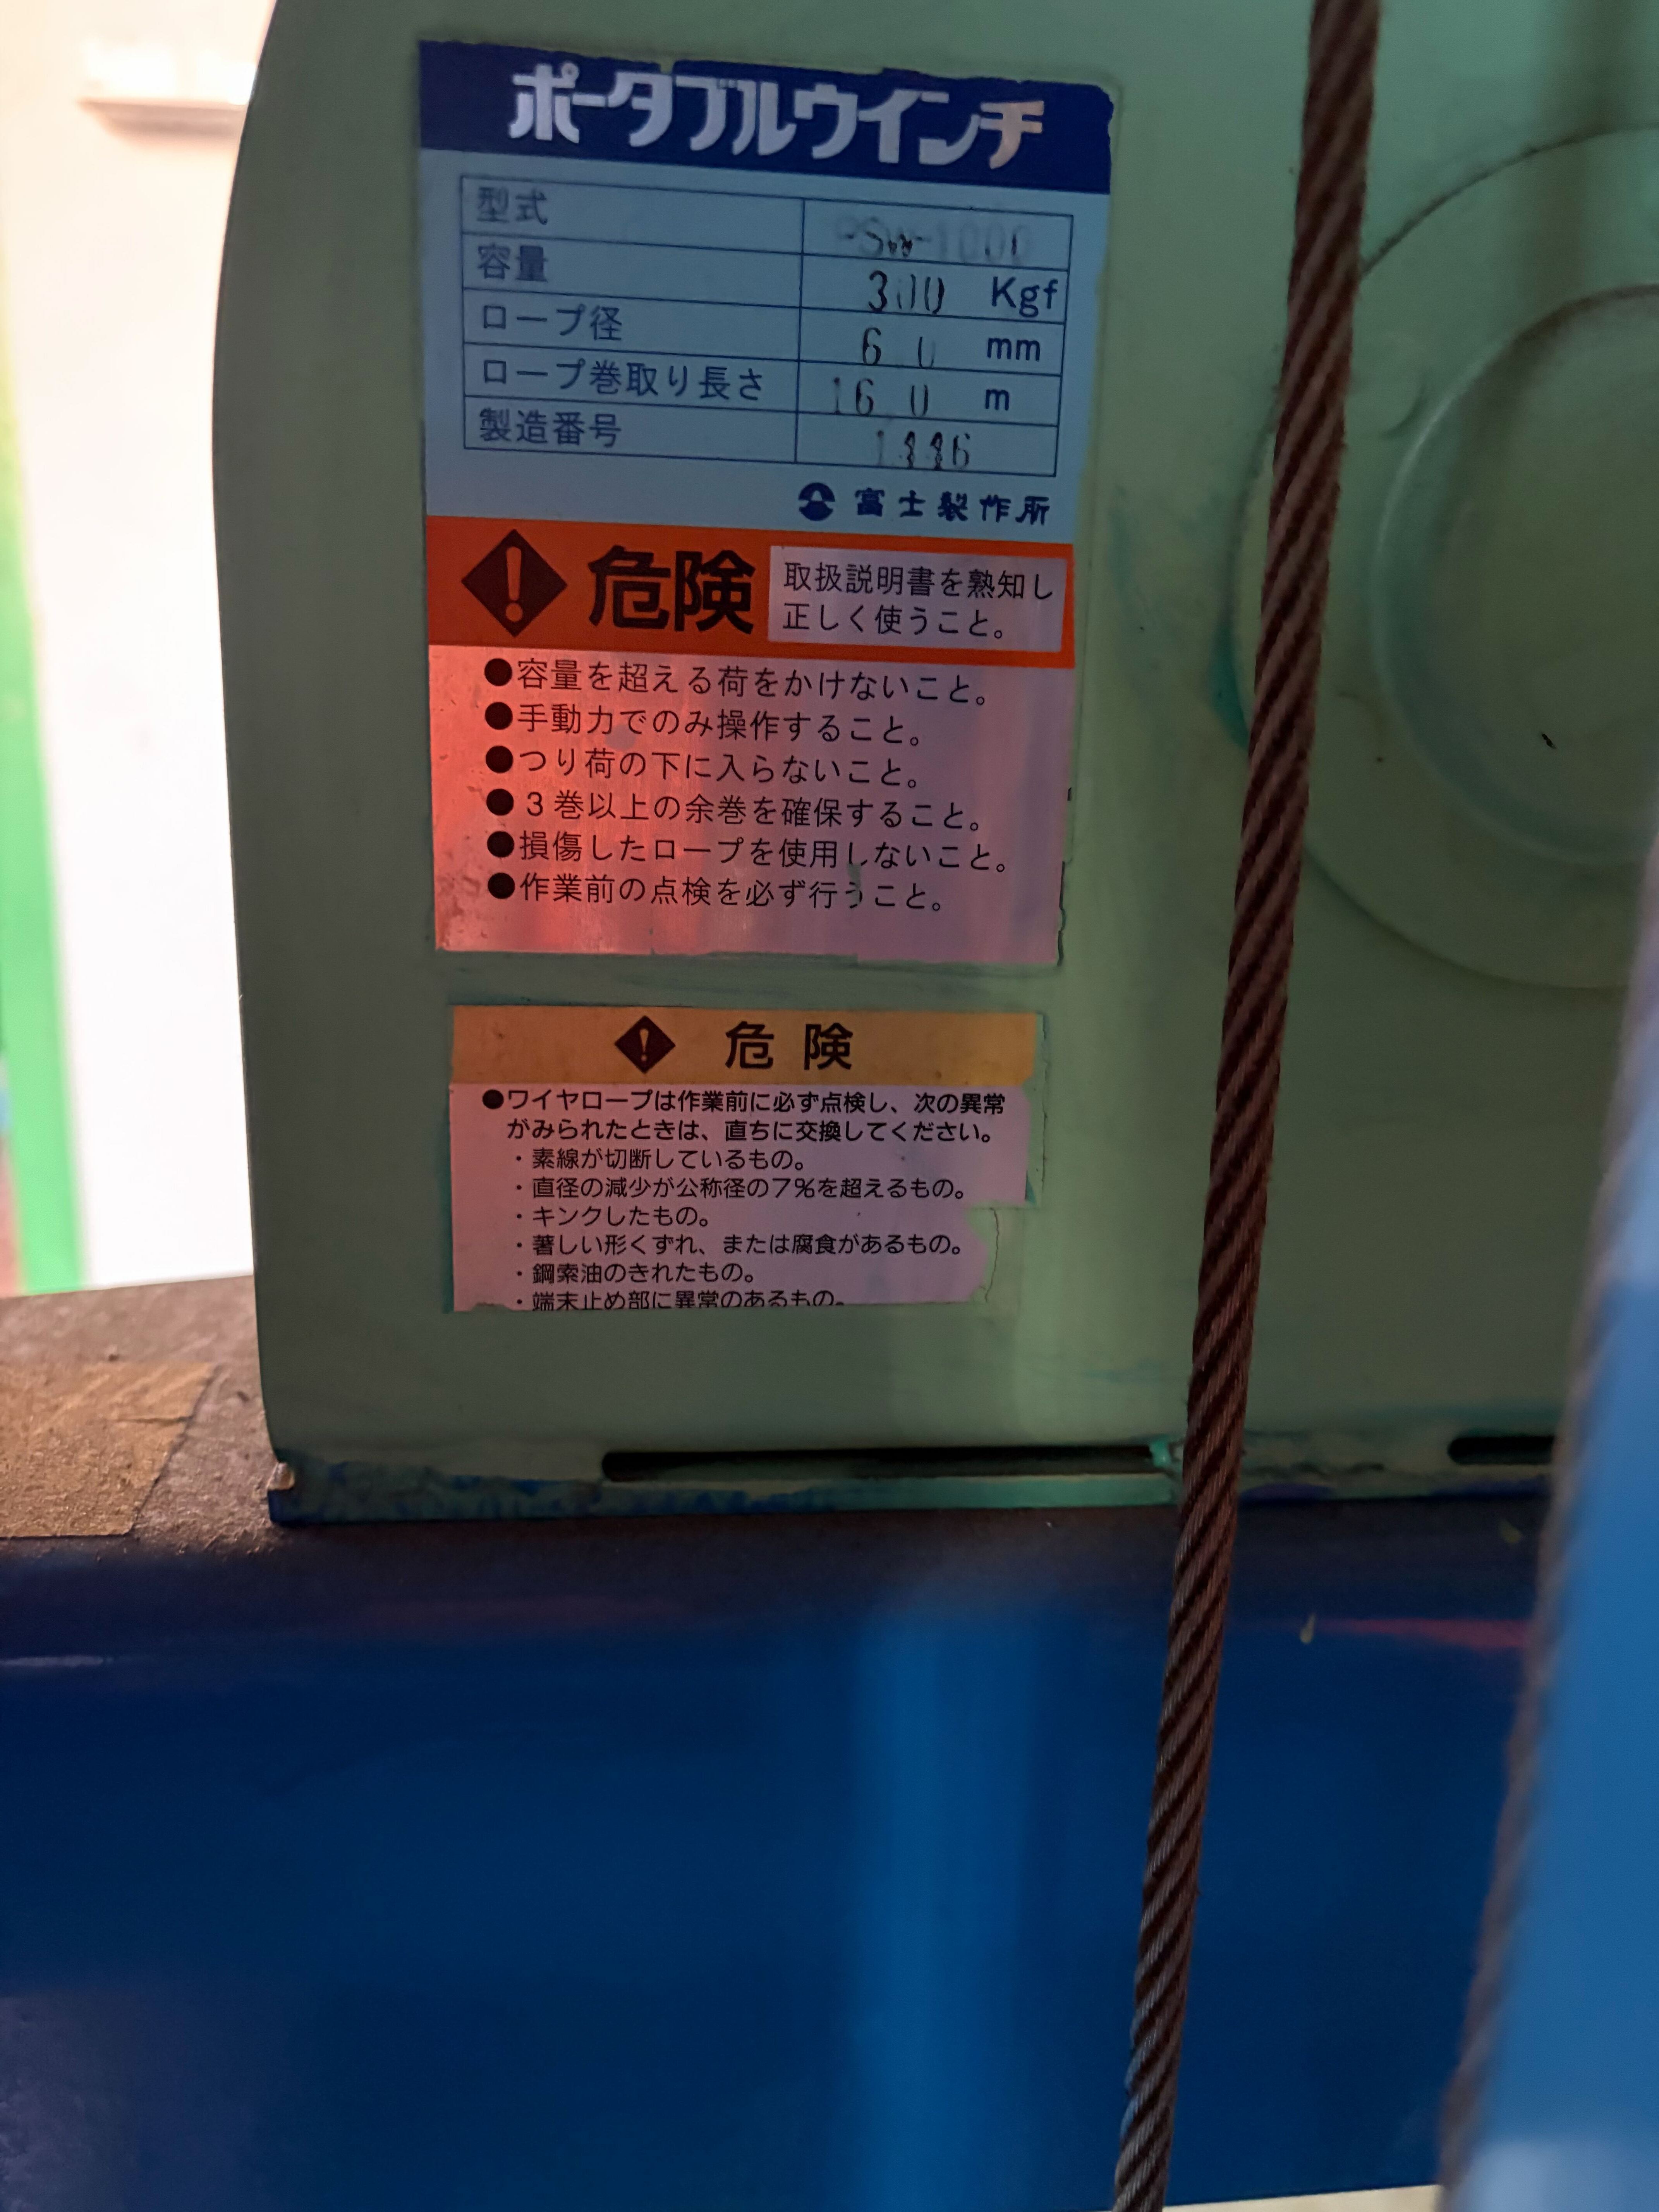 ポータブルウインチ
型式
容量 300 Kgf
ロープ径 6.0 mm
ロープ巻取り長さ 16.0 m
製造番号
富士製作所
危険
取扱説明書を熟知し
正しく使うこと。
●容量を超える荷をかけないこと。
●手動力でのみ操作すること。
●つり荷の下に入らないこと。
●3巻以上の余巻を確保すること。
●損傷したロープを使用しないこと。
●作業前の点検を必ず行うこと。
危険
●ワイヤロープは作業前に必ず点検し、次の異常
がみられたときは、直ちに交換してください。
・素線が切断しているもの。
・直径の減少が公称径の7%を超えるもの。
・キンクしたもの。
・著しい形くずれ、または腐食があるもの。
・鋼索油のきれたもの。
・端末止め部に異常のあるもの。